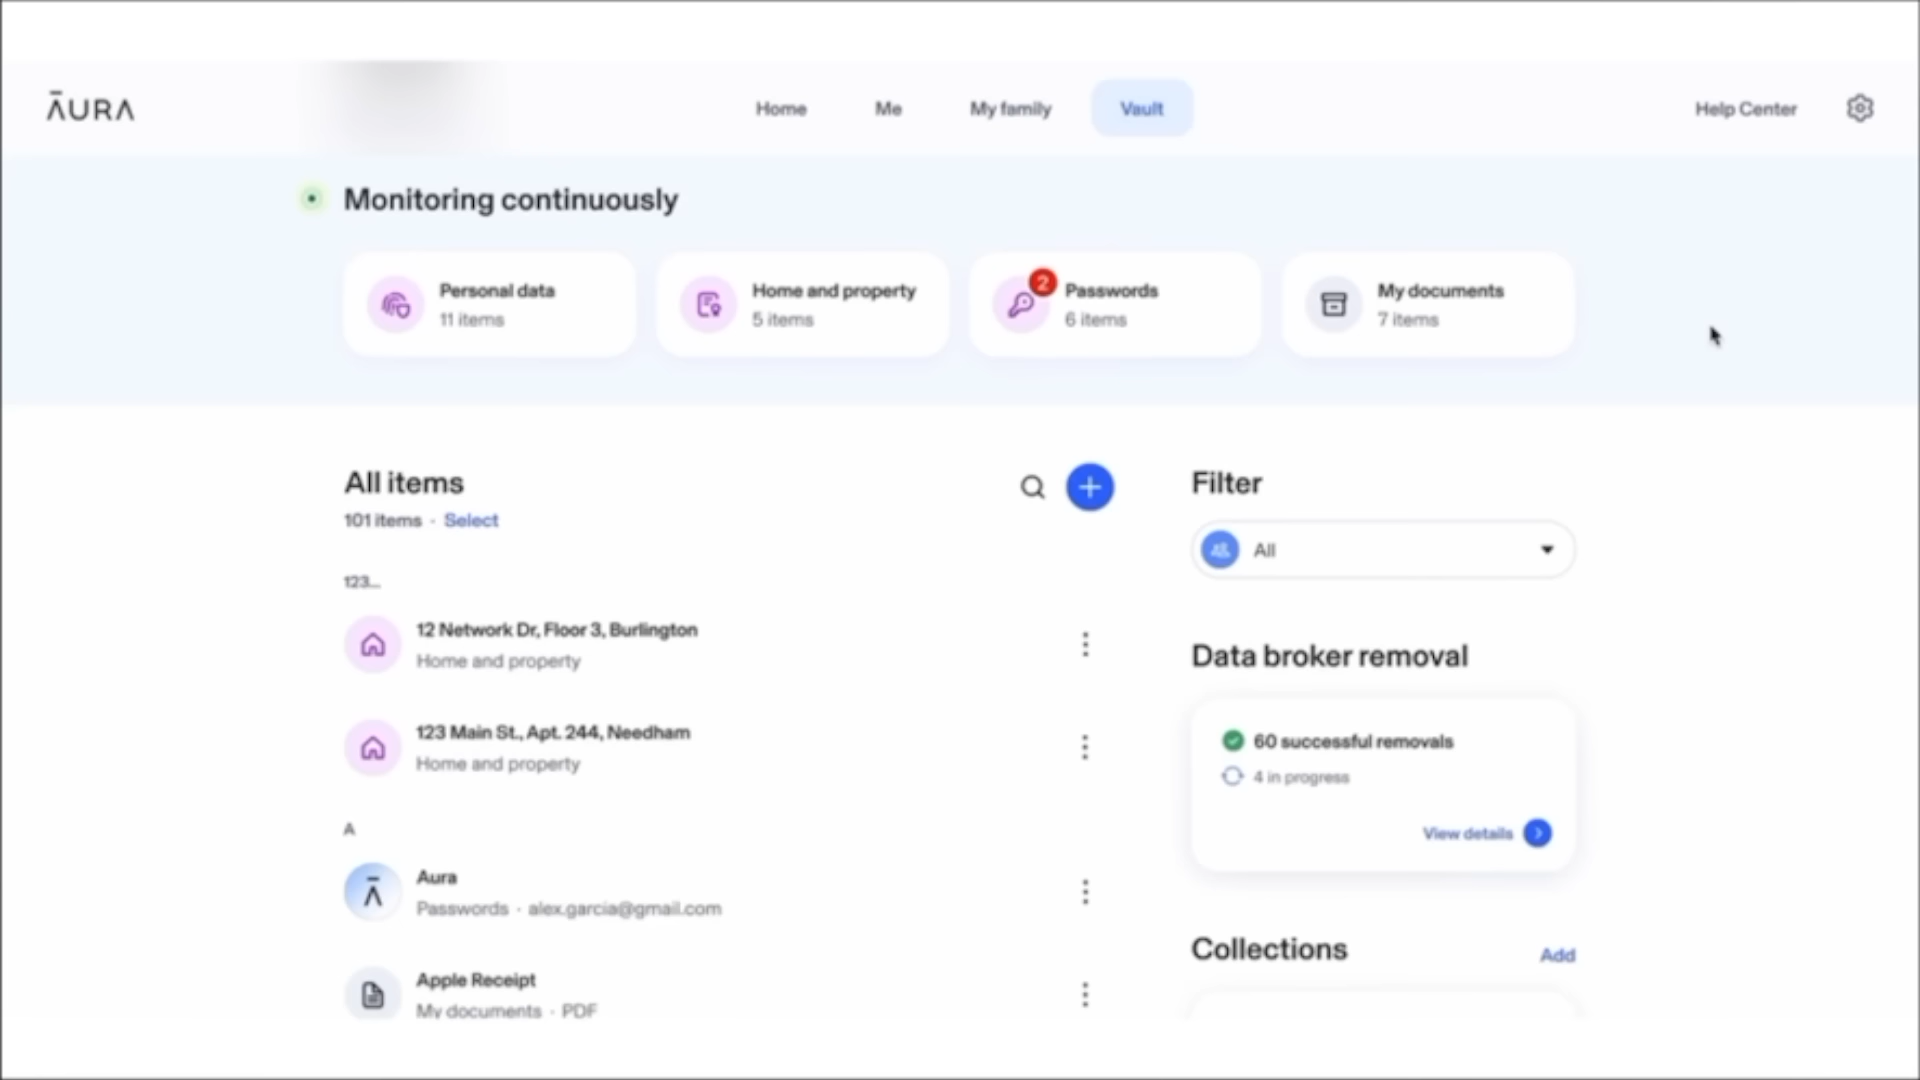 ĀURA
Home
Me
My family
Vault
Help Center
Monitoring continuously
Personal data
11 items
Home and property
5 items
2
Passwords
6 items
My documents
7 items
All items
101 items · Select
123...
12 Network Dr, Floor 3, Burlington
Home and property
123 Main St., Apt. 244, Needham
Home and property
A
Ā
Aura
Passwords · alex.garcia@gmail.com
Apple Receipt
My documents · PDF
Filter
All
Data broker removal
60 successful removals
4 in progress
View details
Collections
Add